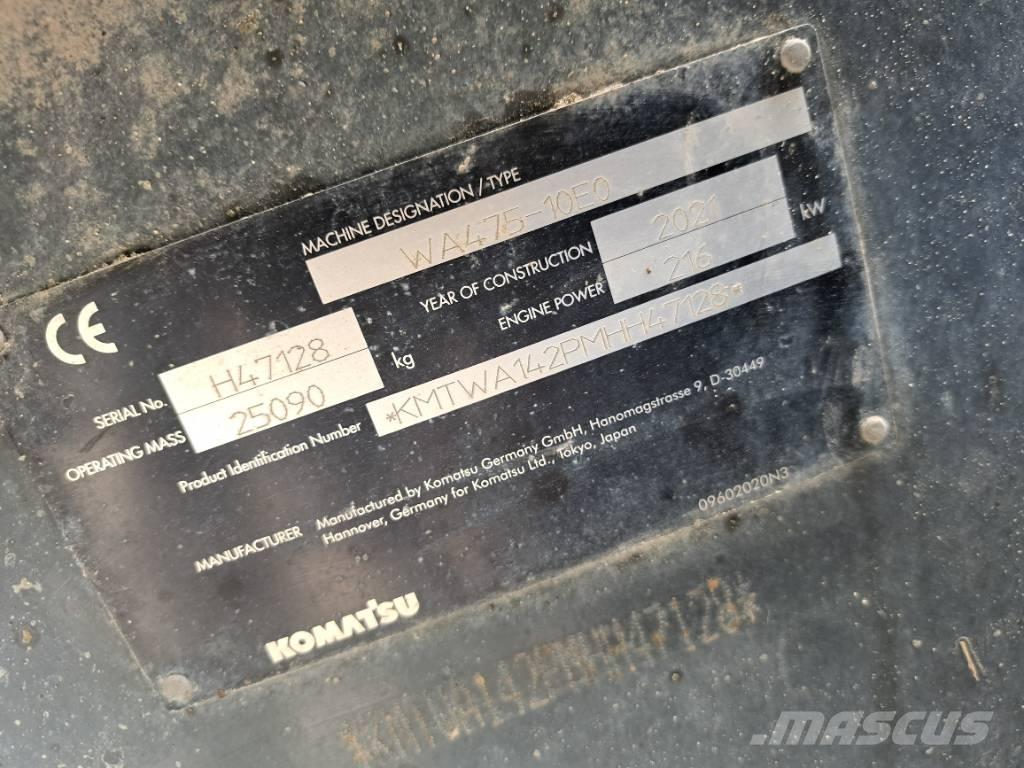 CE
MACHINE DESIGNATION / TYPE
WA475-10E0
YEAR OF CONSTRUCTION 2021
ENGINE POWER 216 kW
SERIAL No. H47128
OPERATING MASS 25090 kg
Product Identification Number *KMTWA142PMHH47128*
MANUFACTURER Manufactured by Komatsu Germany GmbH, Hanomagstrasse 9, D-30449
Hannover, Germany for Komatsu Ltd., Tokyo, Japan
09602020N3
KOMATSU
*KMTWA142PMHH47128*
MASCUS